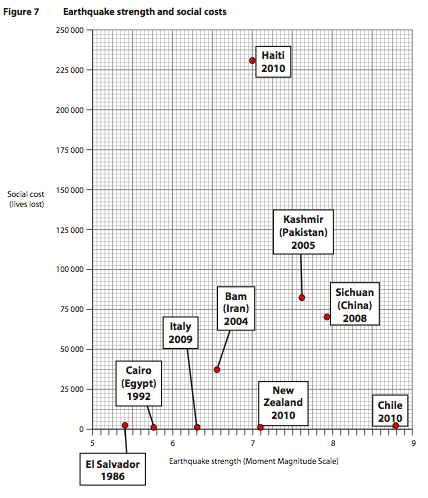 Figure 7 Earthquake strength and social costs
250 000
225 000
200 000
175 000
150 000
125 000
100 000
75 000
50 000
25 000
0
Social cost
(lives lost)
Haiti
2010
Kashmir
(Pakistan)
2005
Sichuan
(China)
2008
Bam
(Iran)
2004
Italy
2009
Cairo
(Egypt)
1992
New
Zealand
2010
Chile
2010
El Salvador
1986
5 6 7 8 9
Earthquake strength (Moment Magnitude Scale)